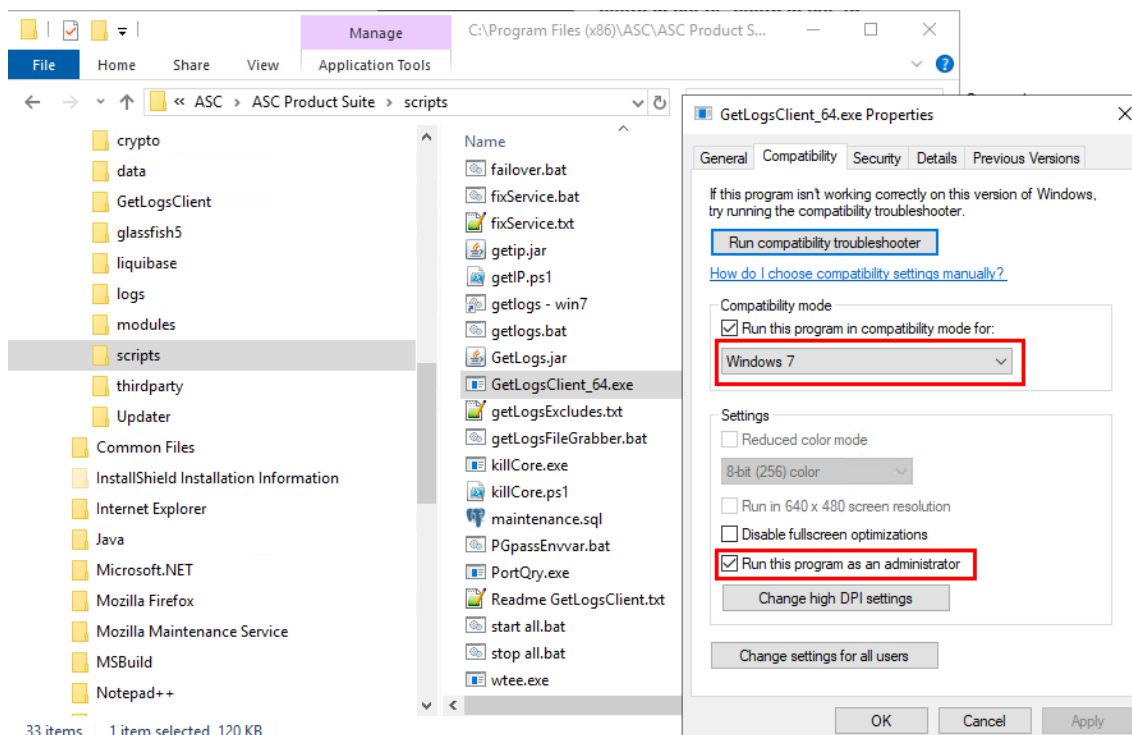 Manage
C:\Program Files (x86)\ASC\ASC Product S...
File
Home
Share
View
Application Tools
« ASC › ASC Product Suite › scripts
crypto
data
GetLogsClient
glassfish5
liquibase
logs
modules
scripts
thirdparty
Updater
Common Files
InstallShield Installation Information
Internet Explorer
Java
Microsoft.NET
Mozilla Firefox
Mozilla Maintenance Service
MSBuild
Notepad++
Name
failover.bat
fixService.bat
fixService.txt
getip.jar
getIP.ps1
getlogs - win7
getlogs.bat
GetLogs.jar
GetLogsClient_64.exe
getLogsExcludes.txt
getLogsFileGrabber.bat
killCore.exe
killCore.ps1
maintenance.sql
PGpassEnvvar.bat
PortQry.exe
Readme GetLogsClient.txt
start all.bat
stop all.bat
wtee.exe
33 items
1 item selected 120 KB
GetLogsClient_64.exe Properties
General
Compatibility
Security
Details
Previous Versions
If this program isn't working correctly on this version of Windows,
try running the compatibility troubleshooter.
Run compatibility troubleshooter
How do I choose compatibility settings manually?
Compatibility mode
Run this program in compatibility mode for:
Windows 7
Settings
Reduced color mode
8-bit (256) color
Run in 640 x 480 screen resolution
Disable fullscreen optimizations
Run this program as an administrator
Change high DPI settings
Change settings for all users
OK
Cancel
Apply